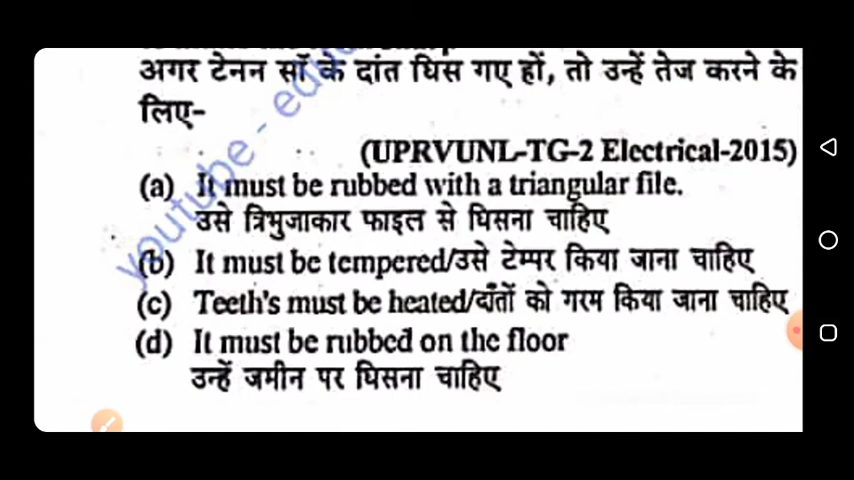 अगर टेनन सॉ के दांत घिस गए हों, तो उन्हें तेज करने के
लिए-
(UPRVUNL-TG-2 Electrical-2015)
(a) It must be rubbed with a triangular file.
उसे त्रिभुजाकार फाइल से घिसना चाहिए
(b) It must be tempered/उसे टेम्पर किया जाना चाहिए
(c) Teeth's must be heated/दाँतों को गरम किया जाना चाहिए
(d) It must be rubbed on the floor
उन्हें जमीन पर घिसना चाहिए
youtube - edu